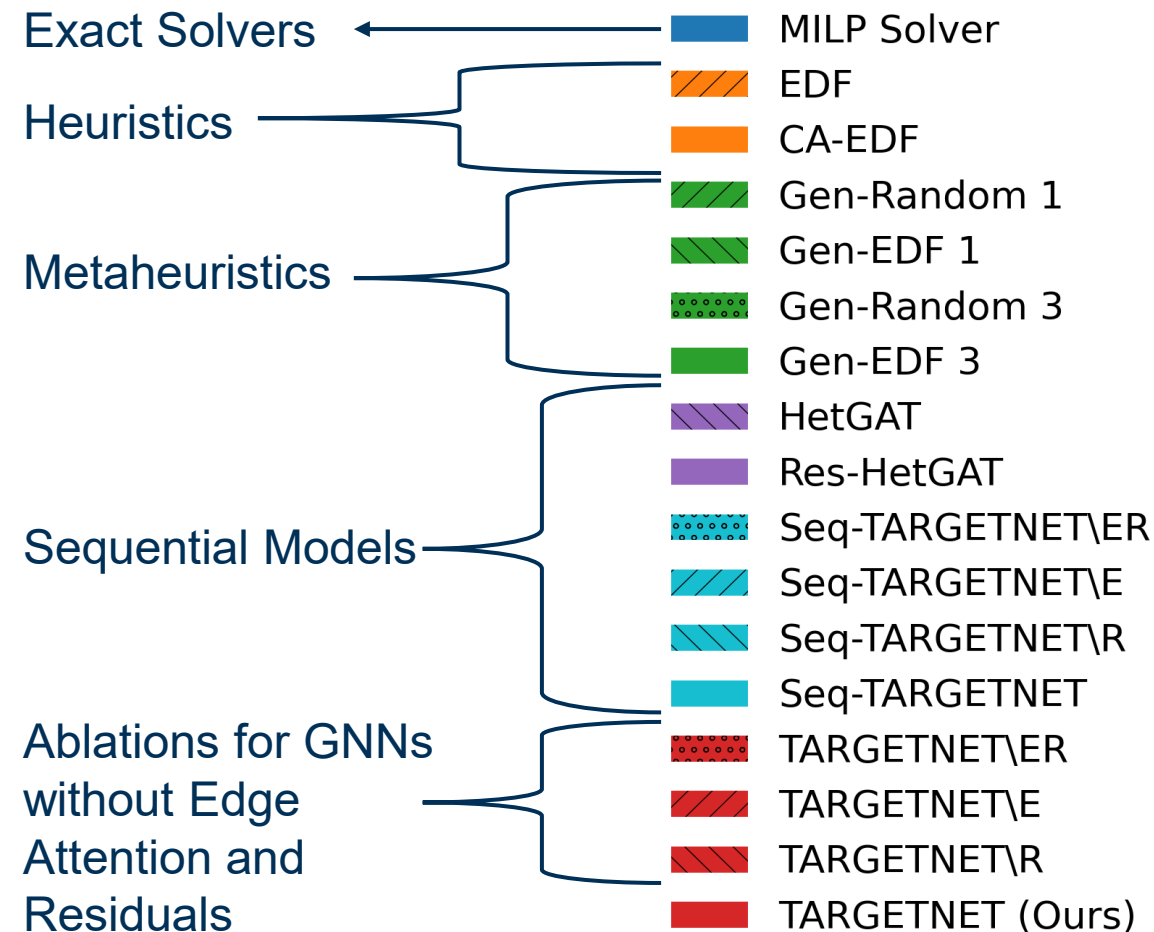 Exact Solvers
MILP Solver
EDF
Heuristics
CA-EDF
Gen-Random 1
Gen-EDF 1
Metaheuristics
Gen-Random 3
Gen-EDF 3
HetGAT
Res-HetGAT
Seq-TARGETNET\ER
Sequential Models
Seq-TARGETNET\E
Seq-TARGETNET\R
Seq-TARGETNET
Ablations for GNNs
without Edge
Attention and
Residuals
TARGETNET\ER
TARGETNET\E
TARGETNET\R
TARGETNET (Ours)